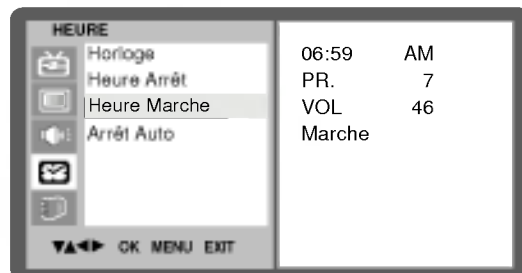 HEURE
Horloge
Heure Arrêt
Heure Marche
Arrêt Auto
▼▲◀▶ OK MENU EXIT
06:59 AM
PR. 7
VOL 46
Marche